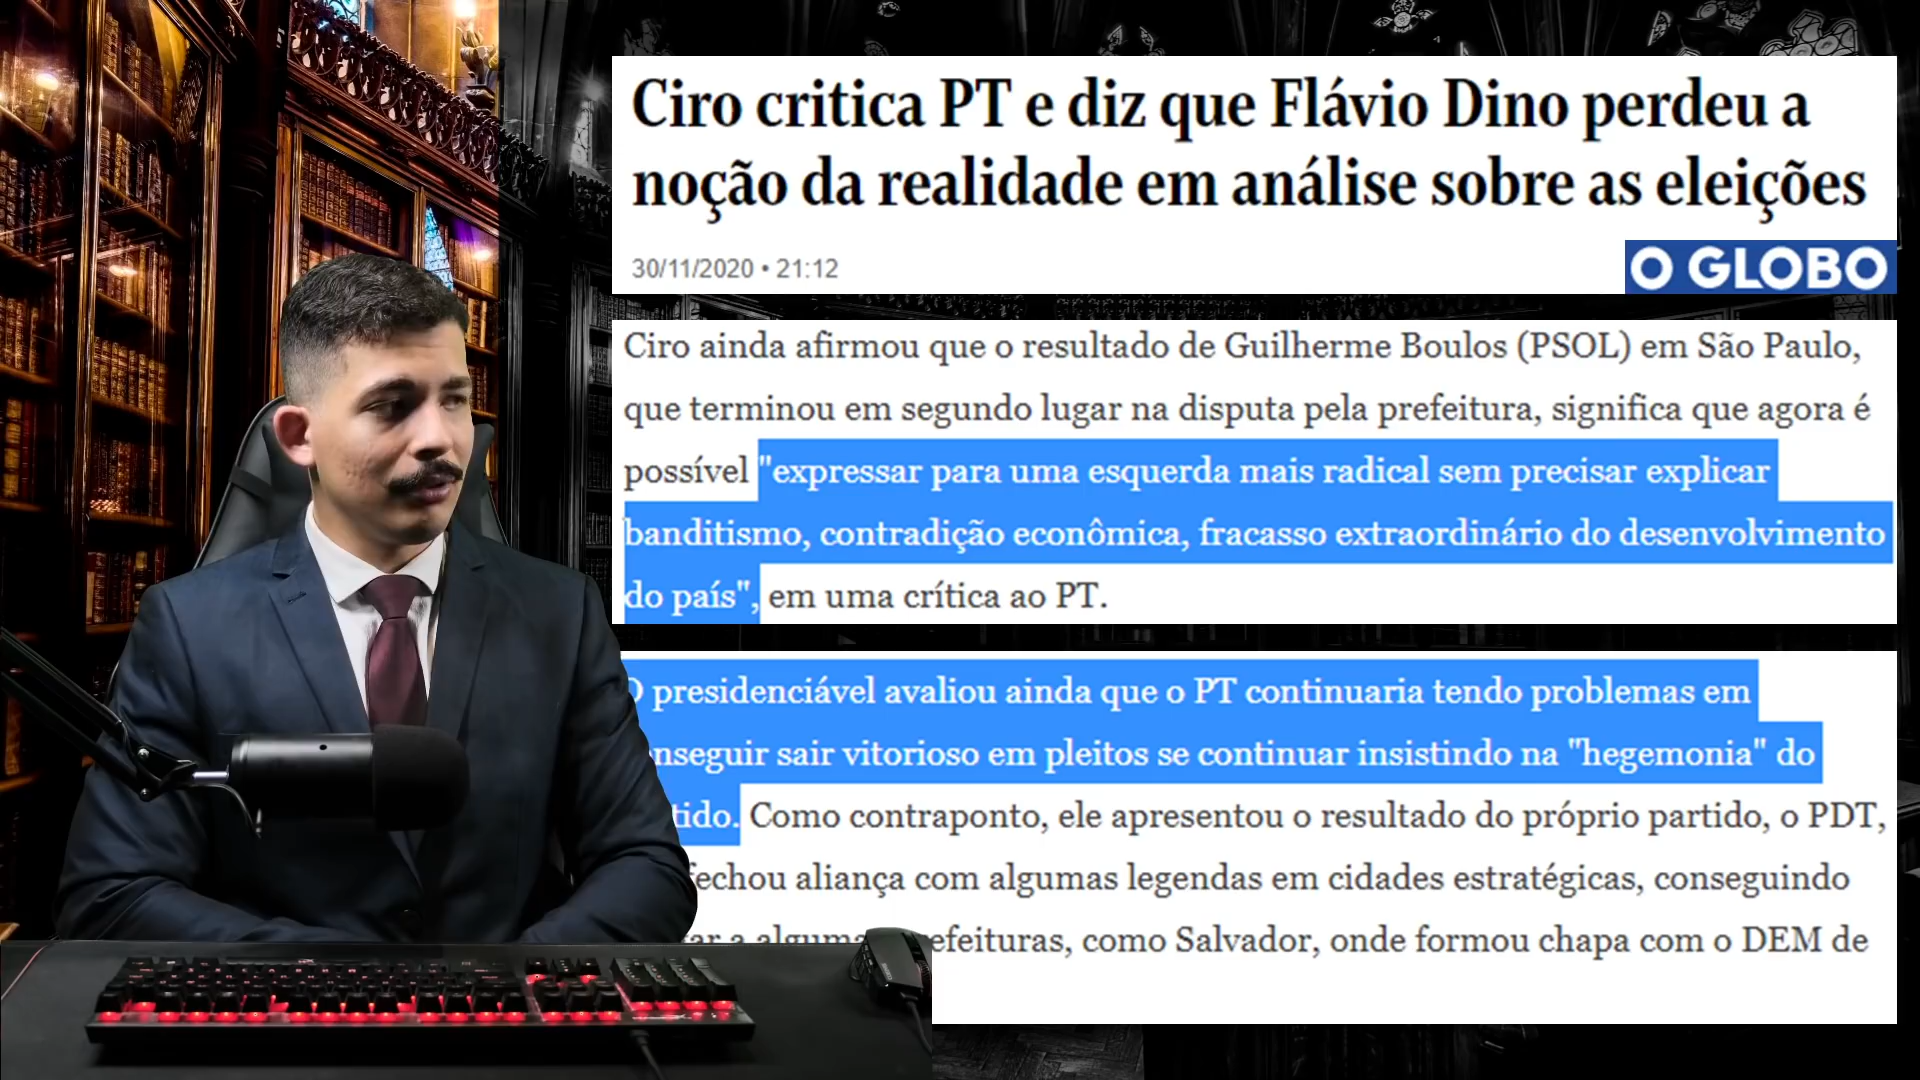 Ciro critica PT e diz que Flávio Dino perdeu a
noção da realidade em análise sobre as eleições
30/11/2020 • 21:12
O GLOBO
Ciro ainda afirmou que o resultado de Guilherme Boulos (PSOL) em São Paulo,
que terminou em segundo lugar na disputa pela prefeitura, significa que agora é
possível "expressar para uma esquerda mais radical sem precisar explicar
banditismo, contradição econômica, fracasso extraordinário do desenvolvimento
do país", em uma crítica ao PT.
O presidenciável avaliou ainda que o PT continuaria tendo problemas em
nseguir sair vitorioso em pleitos se continuar insistindo na "hegemonia" do
tido. Como contraponto, ele apresentou o resultado do próprio partido, o PDT,
fechou aliança com algumas legendas em cidades estratégicas, conseguindo
ar a alguma efeituras, como Salvador, onde formou chapa com o DEM de